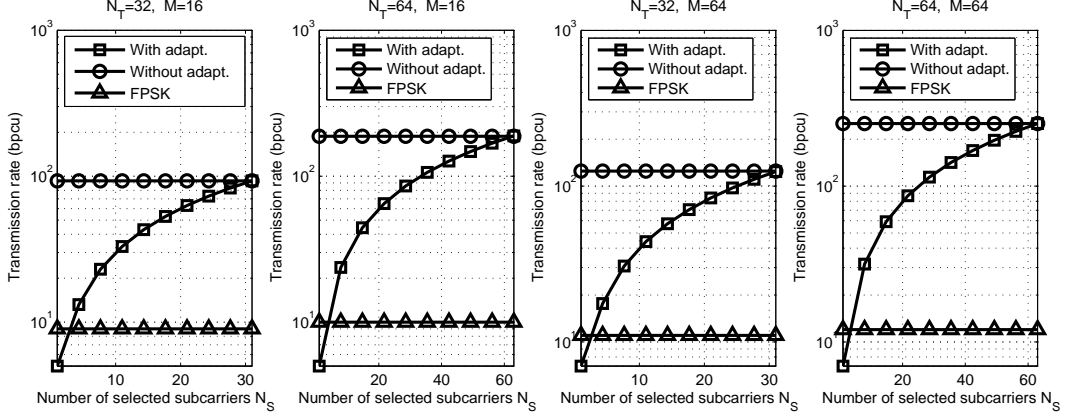 N_T=32, M=16
10^3
10^2
10^1
With adapt.
Without adapt.
FPSK
Transmission rate (bpcu)
10 20 30
Number of selected subcarriers N_S
N_T=64, M=16
10^3
10^2
10^1
With adapt.
Without adapt.
FPSK
Transmission rate (bpcu)
20 40 60
Number of selected subcarriers N_S
N_T=32, M=64
10^3
10^2
10^1
With adapt.
Without adapt.
FPSK
Transmission rate (bpcu)
10 20 30
Number of selected subcarriers N_S
N_T=64, M=64
10^3
10^2
10^1
With adapt.
Without adapt.
FPSK
Transmission rate (bpcu)
20 40 60
Number of selected subcarriers N_S